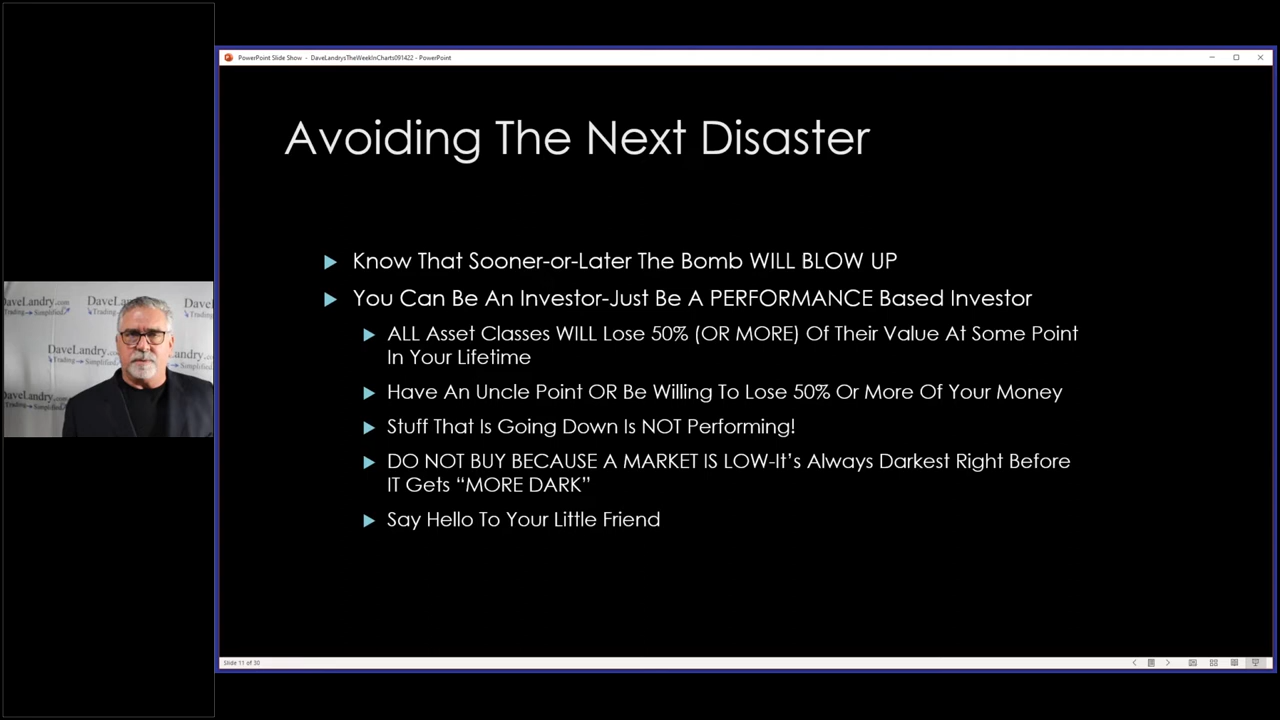 PowerPoint Slide Show - DaveLandrysTheWeekInCharts091422 - PowerPoint
Avoiding The Next Disaster
Know That Sooner-or-Later The Bomb WILL BLOW UP
You Can Be An Investor-Just Be A PERFORMANCE Based Investor
ALL Asset Classes WILL Lose 50% (OR MORE) Of Their Value At Some Point
In Your Lifetime
Have An Uncle Point OR Be Willing To Lose 50% Or More Of Your Money
Stuff That Is Going Down Is NOT Performing!
DO NOT BUY BECAUSE A MARKET IS LOW-It's Always Darkest Right Before
IT Gets “MORE DARK”
Say Hello To Your Little Friend
DaveLandry.com
Trading Simplified
Slide 11 of 30